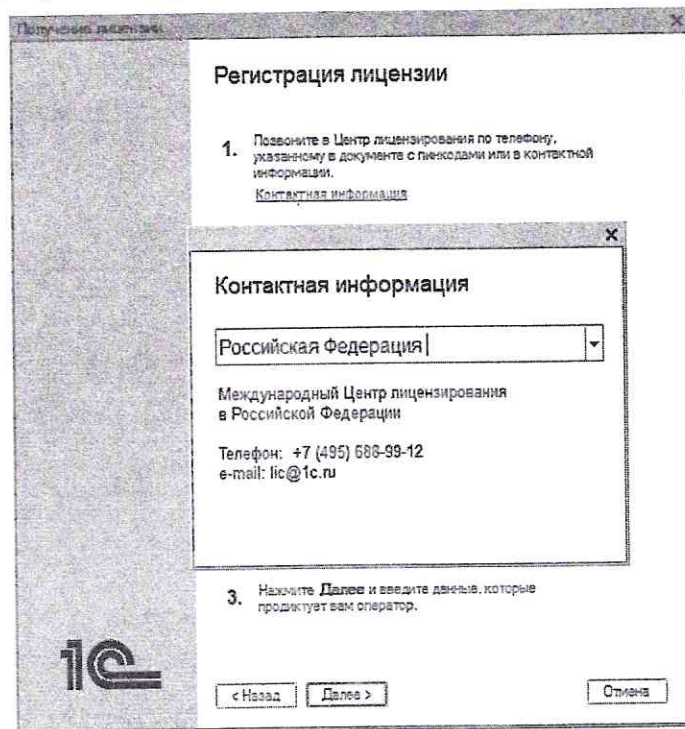 Получение лицензии
Регистрация лицензии
1. Позвоните в Центр лицензирования по телефону,
указанному в документе с пинкодами или в контактной
информации.
Контактная информация
Контактная информация
Российская Федерация
Международный Центр лицензирования
в Российской Федерации
Телефон: +7 (495) 688-99-12
e-mail: lic@1c.ru
3. Нажмите Далее и введите данные, которые
продиктует вам оператор.
1С
< Назад
Далее >
Отмена